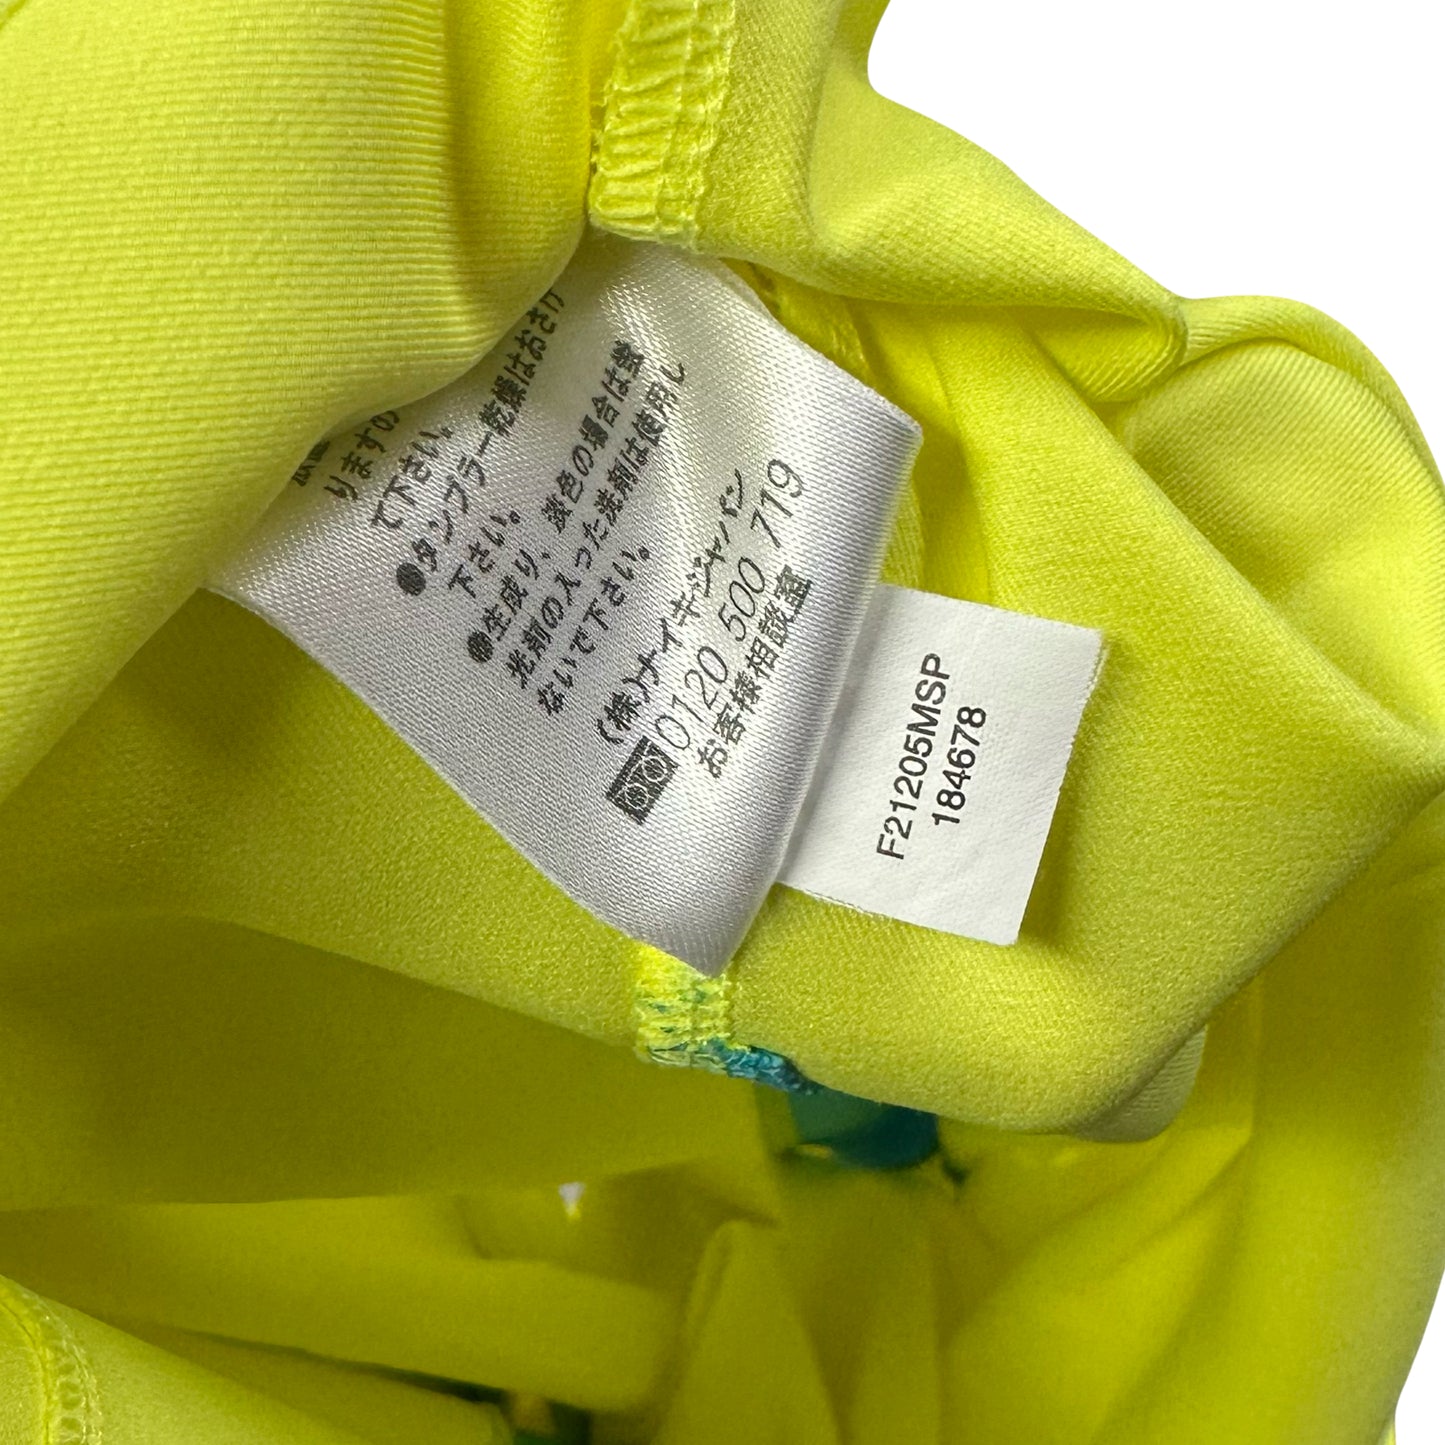 りますの
て下さい。
●タンブラー乾燥はおさけ
下さい。
●生成り、淡色の場合は蛍
光剤の入った洗剤は使用し
ないで下さい。
(株)ナイキジャパン
0120 500 719
お客様相談室
F21205MSP
184678